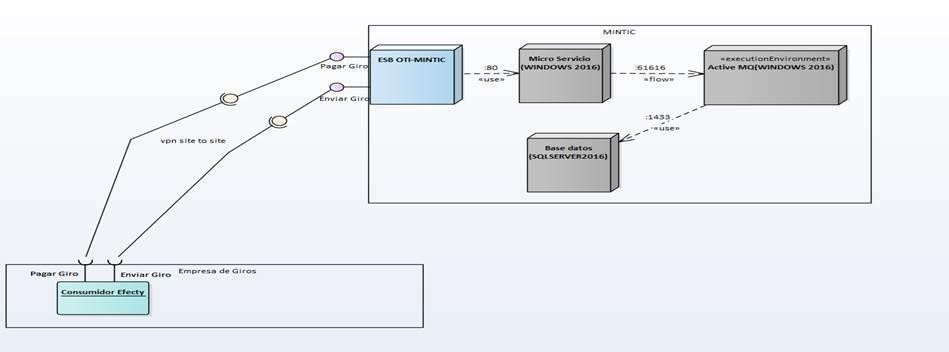 MINTIC
ESB OTI-MINTIC
Pagar Giro
Enviar Giro
:80
«use»
Micro Servicio
(WINDOWS 2016)
:61616
«flow»
«executionEnvironment»
Active MQ(WINDOWS 2016)
:1433
«use»
Base datos
(SQLSERVER2016)
vpn site to site
Pagar Giro
Enviar Giro
Empresa de Giros
Consumidor Efecty